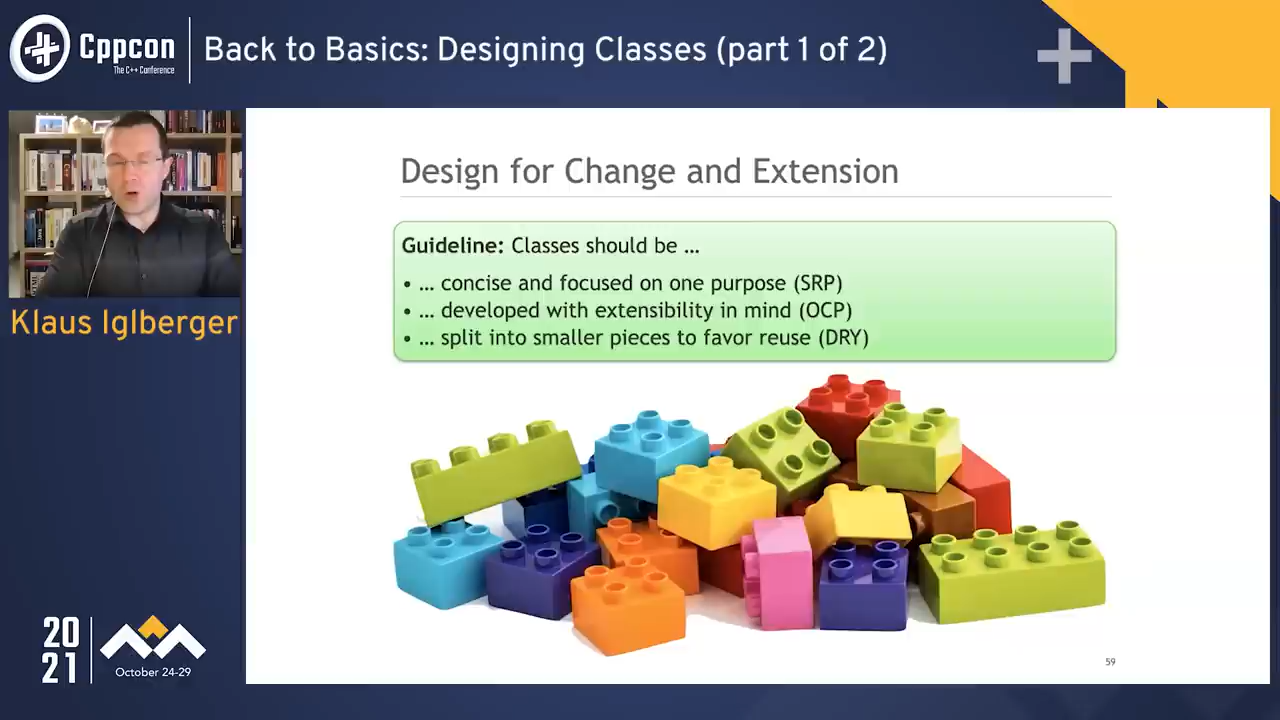 Cppcon
The C++ Conference
Back to Basics: Designing Classes (part 1 of 2)
Klaus Iglberger
Design for Change and Extension
Guideline: Classes should be ...
• ... concise and focused on one purpose (SRP)
• ... developed with extensibility in mind (OCP)
• ... split into smaller pieces to favor reuse (DRY)
59
20
21
October 24-29